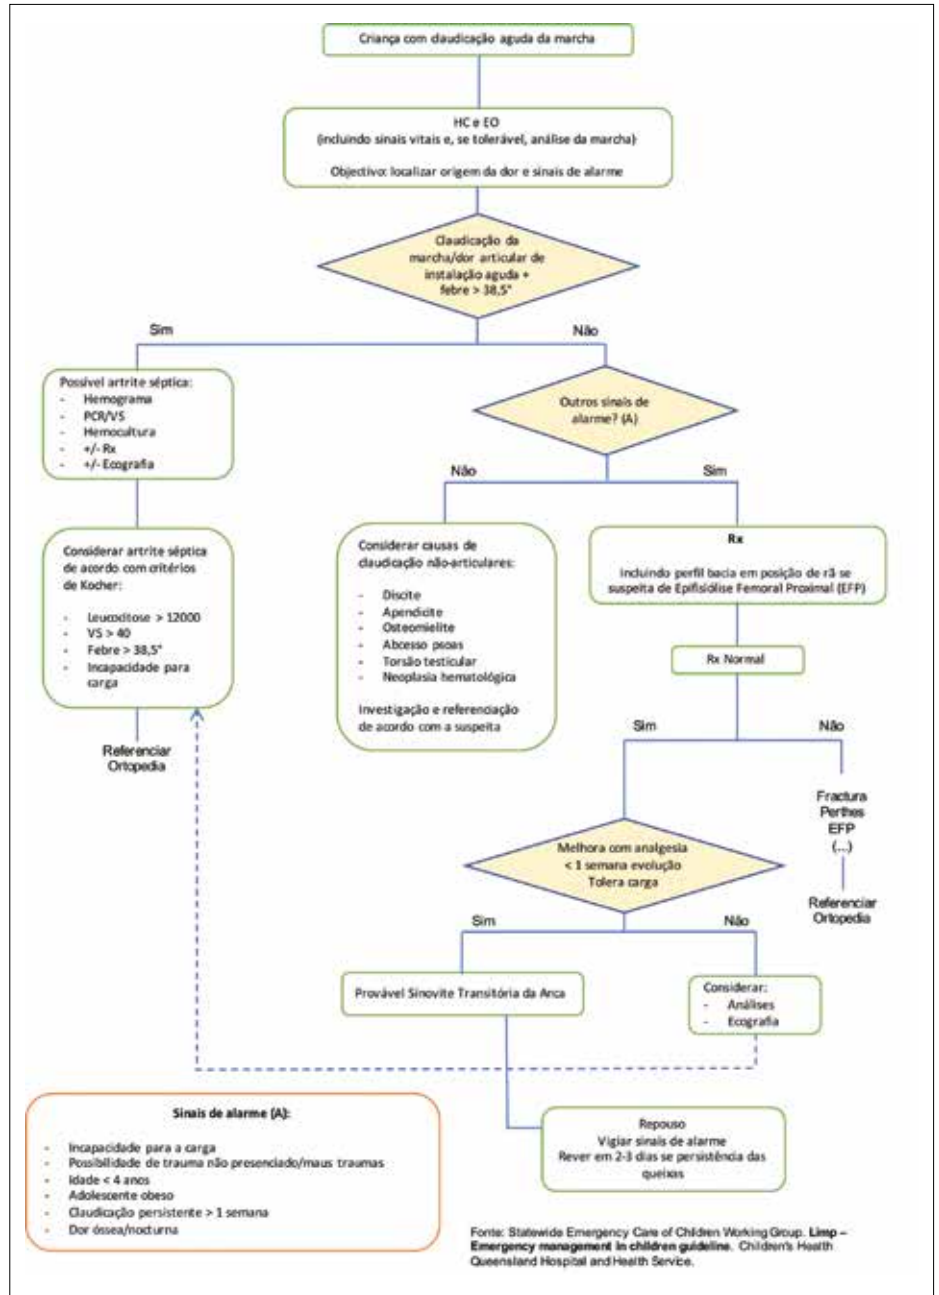 Criança com claudicação aguda da marcha
HC e EO
(incluindo sinais vitais e, se tolerável, análise da marcha)
Objectivo: localizar origem da dor e sinais de alarme
Claudicação da
marcha/dor articular de
instalação aguda +
febre > 38,5°
Sim
Não
Possível artrite séptica:
- Hemograma
- PCR/VS
- Hemocultura
- +/- Rx
- +/- Ecografia
Outros sinais de
alarme? (A)
Não
Sim
Considerar artrite séptica
de acordo com critérios
de Kocher:
- Leucocitose > 12000
- VS > 40
- Febre > 38,5°
- Incapacidade para
carga
Referenciar
Ortopedia
Considerar causas de
claudicação não-articulares:
- Discite
- Apendicite
- Osteomielite
- Abcesso psoas
- Torsão testicular
- Neoplasia hematológica
Investigação e referenciação
de acordo com a suspeita
Rx
Incluindo perfil bacia em posição de rã se
suspeita de Epifisiólise Femoral Proximal (EFP)
Rx Normal
Sim
Não
Fractura
Perthes
EFP
(...)
Referenciar
Ortopedia
Melhora com analgesia
< 1 semana evolução
Tolera carga
Sim
Não
Provável Sinovite Transitória da Anca
Considerar:
- Análises
- Ecografia
Repouso
Vigiar sinais de alarme
Rever em 2-3 dias se persistência das
queixas
Sinais de alarme (A):
- Incapacidade para a carga
- Possibilidade de trauma não presenciado/maus traumas
- Idade < 4 anos
- Adolescente obeso
- Claudicação persistente > 1 semana
- Dor óssea/nocturna
Fonte: Statewide Emergency Care of Children Working Group. Limp –
Emergency management in children guideline. Children's Health
Queensland Hospital and Health Service.